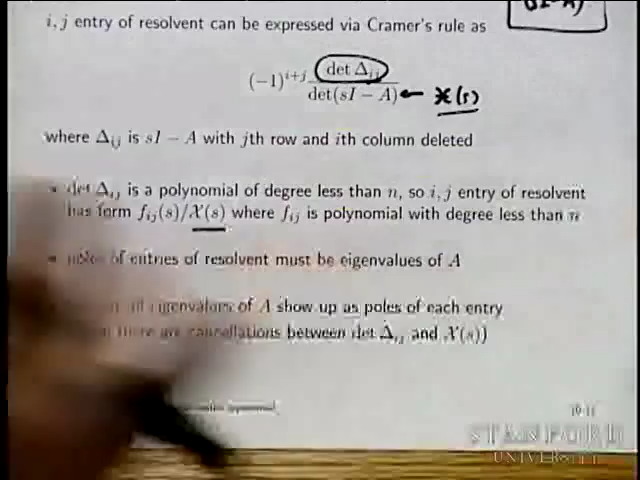 (sI-A)
i, j entry of resolvent can be expressed via Cramer's rule as
(-1)^{i+j} det Δ_{ij} / det(sI − A) ← X(s)
where Δ_{ij} is sI − A with jth row and ith column deleted
det Δ_{ij} is a polynomial of degree less than n, so i, j entry of resolvent
has form f_{ij}(s)/X(s) where f_{ij} is polynomial with degree less than n
of entries of resolvent must be eigenvalues of A
eigenvalues of A show up as poles of each entry
there are cancellations between det Δ_{ij} and X(s))
STANFORD
UNIVERSITY